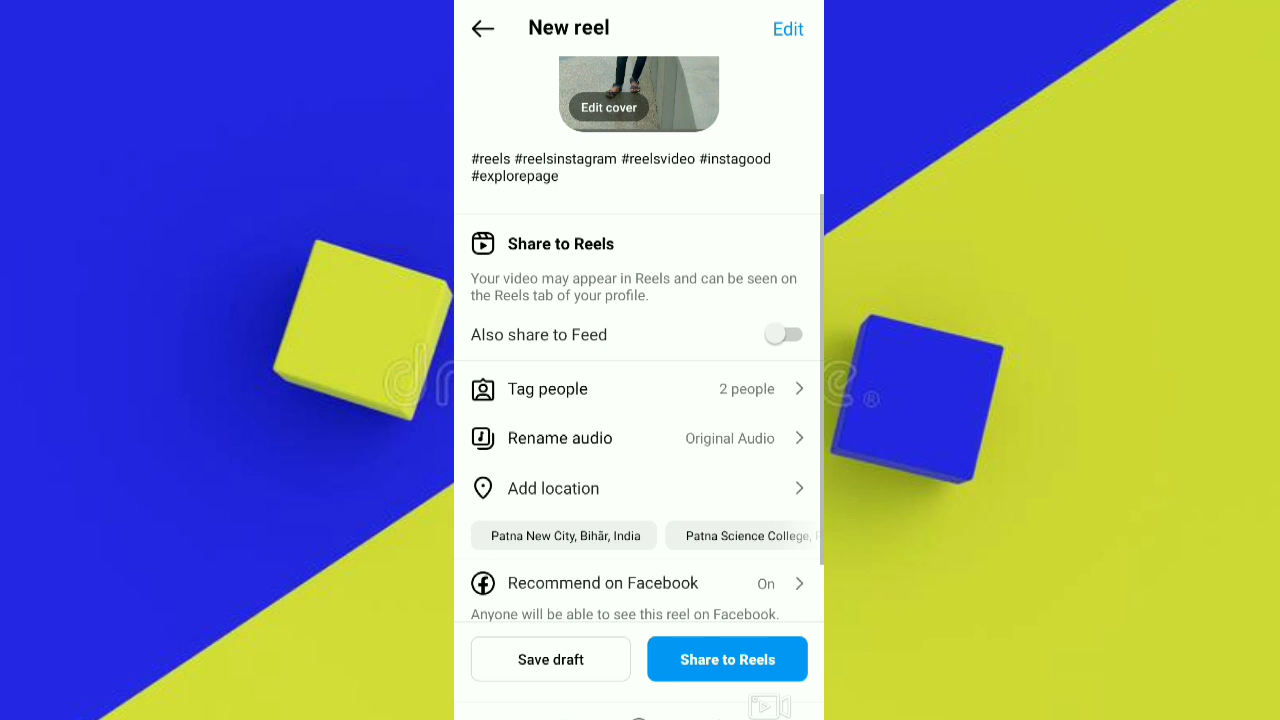 New reel
Edit
Edit cover
#reels #reelsinstagram #reelsvideo #instagood
#explorepage
Share to Reels
Your video may appear in Reels and can be seen on
the Reels tab of your profile.
Also share to Feed
Tag people
2 people
Rename audio
Original Audio
Add location
Patna New City, Bihār, India
Patna Science College,
Recommend on Facebook
On
Anyone will be able to see this reel on Facebook.
Save draft
Share to Reels